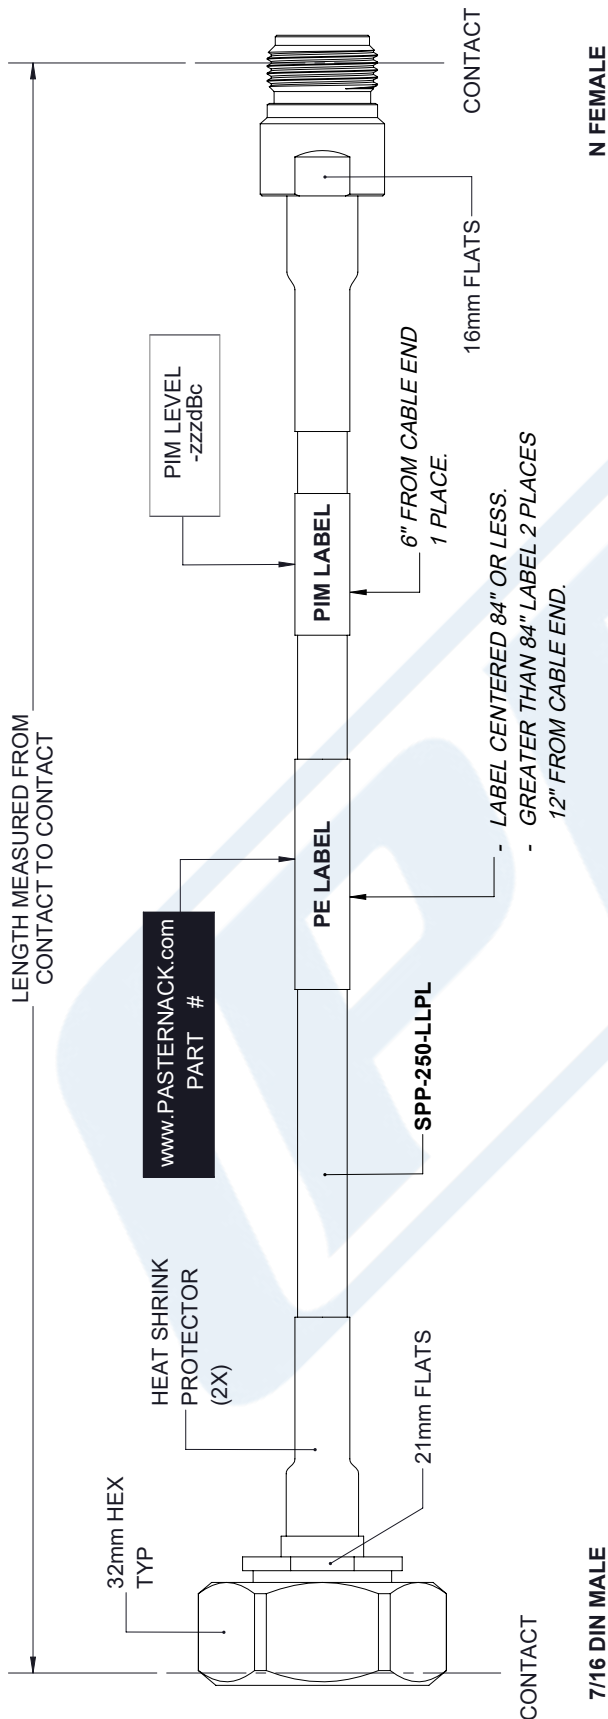 LENGTH MEASURED FROM
CONTACT TO CONTACT
32mm HEX
TYP
HEAT SHRINK
PROTECTOR
(2X)
www.PASTERNACK.com
PART #
PIM LEVEL
-zzzdBc
PE LABEL
PIM LABEL
21mm FLATS
SPP-250-LLPL
- LABEL CENTERED 84" OR LESS.
- GREATER THAN 84" LABEL 2 PLACES
12" FROM CABLE END.
6" FROM CABLE END
1 PLACE.
16mm FLATS
CONTACT
CONTACT
7/16 DIN MALE
N FEMALE